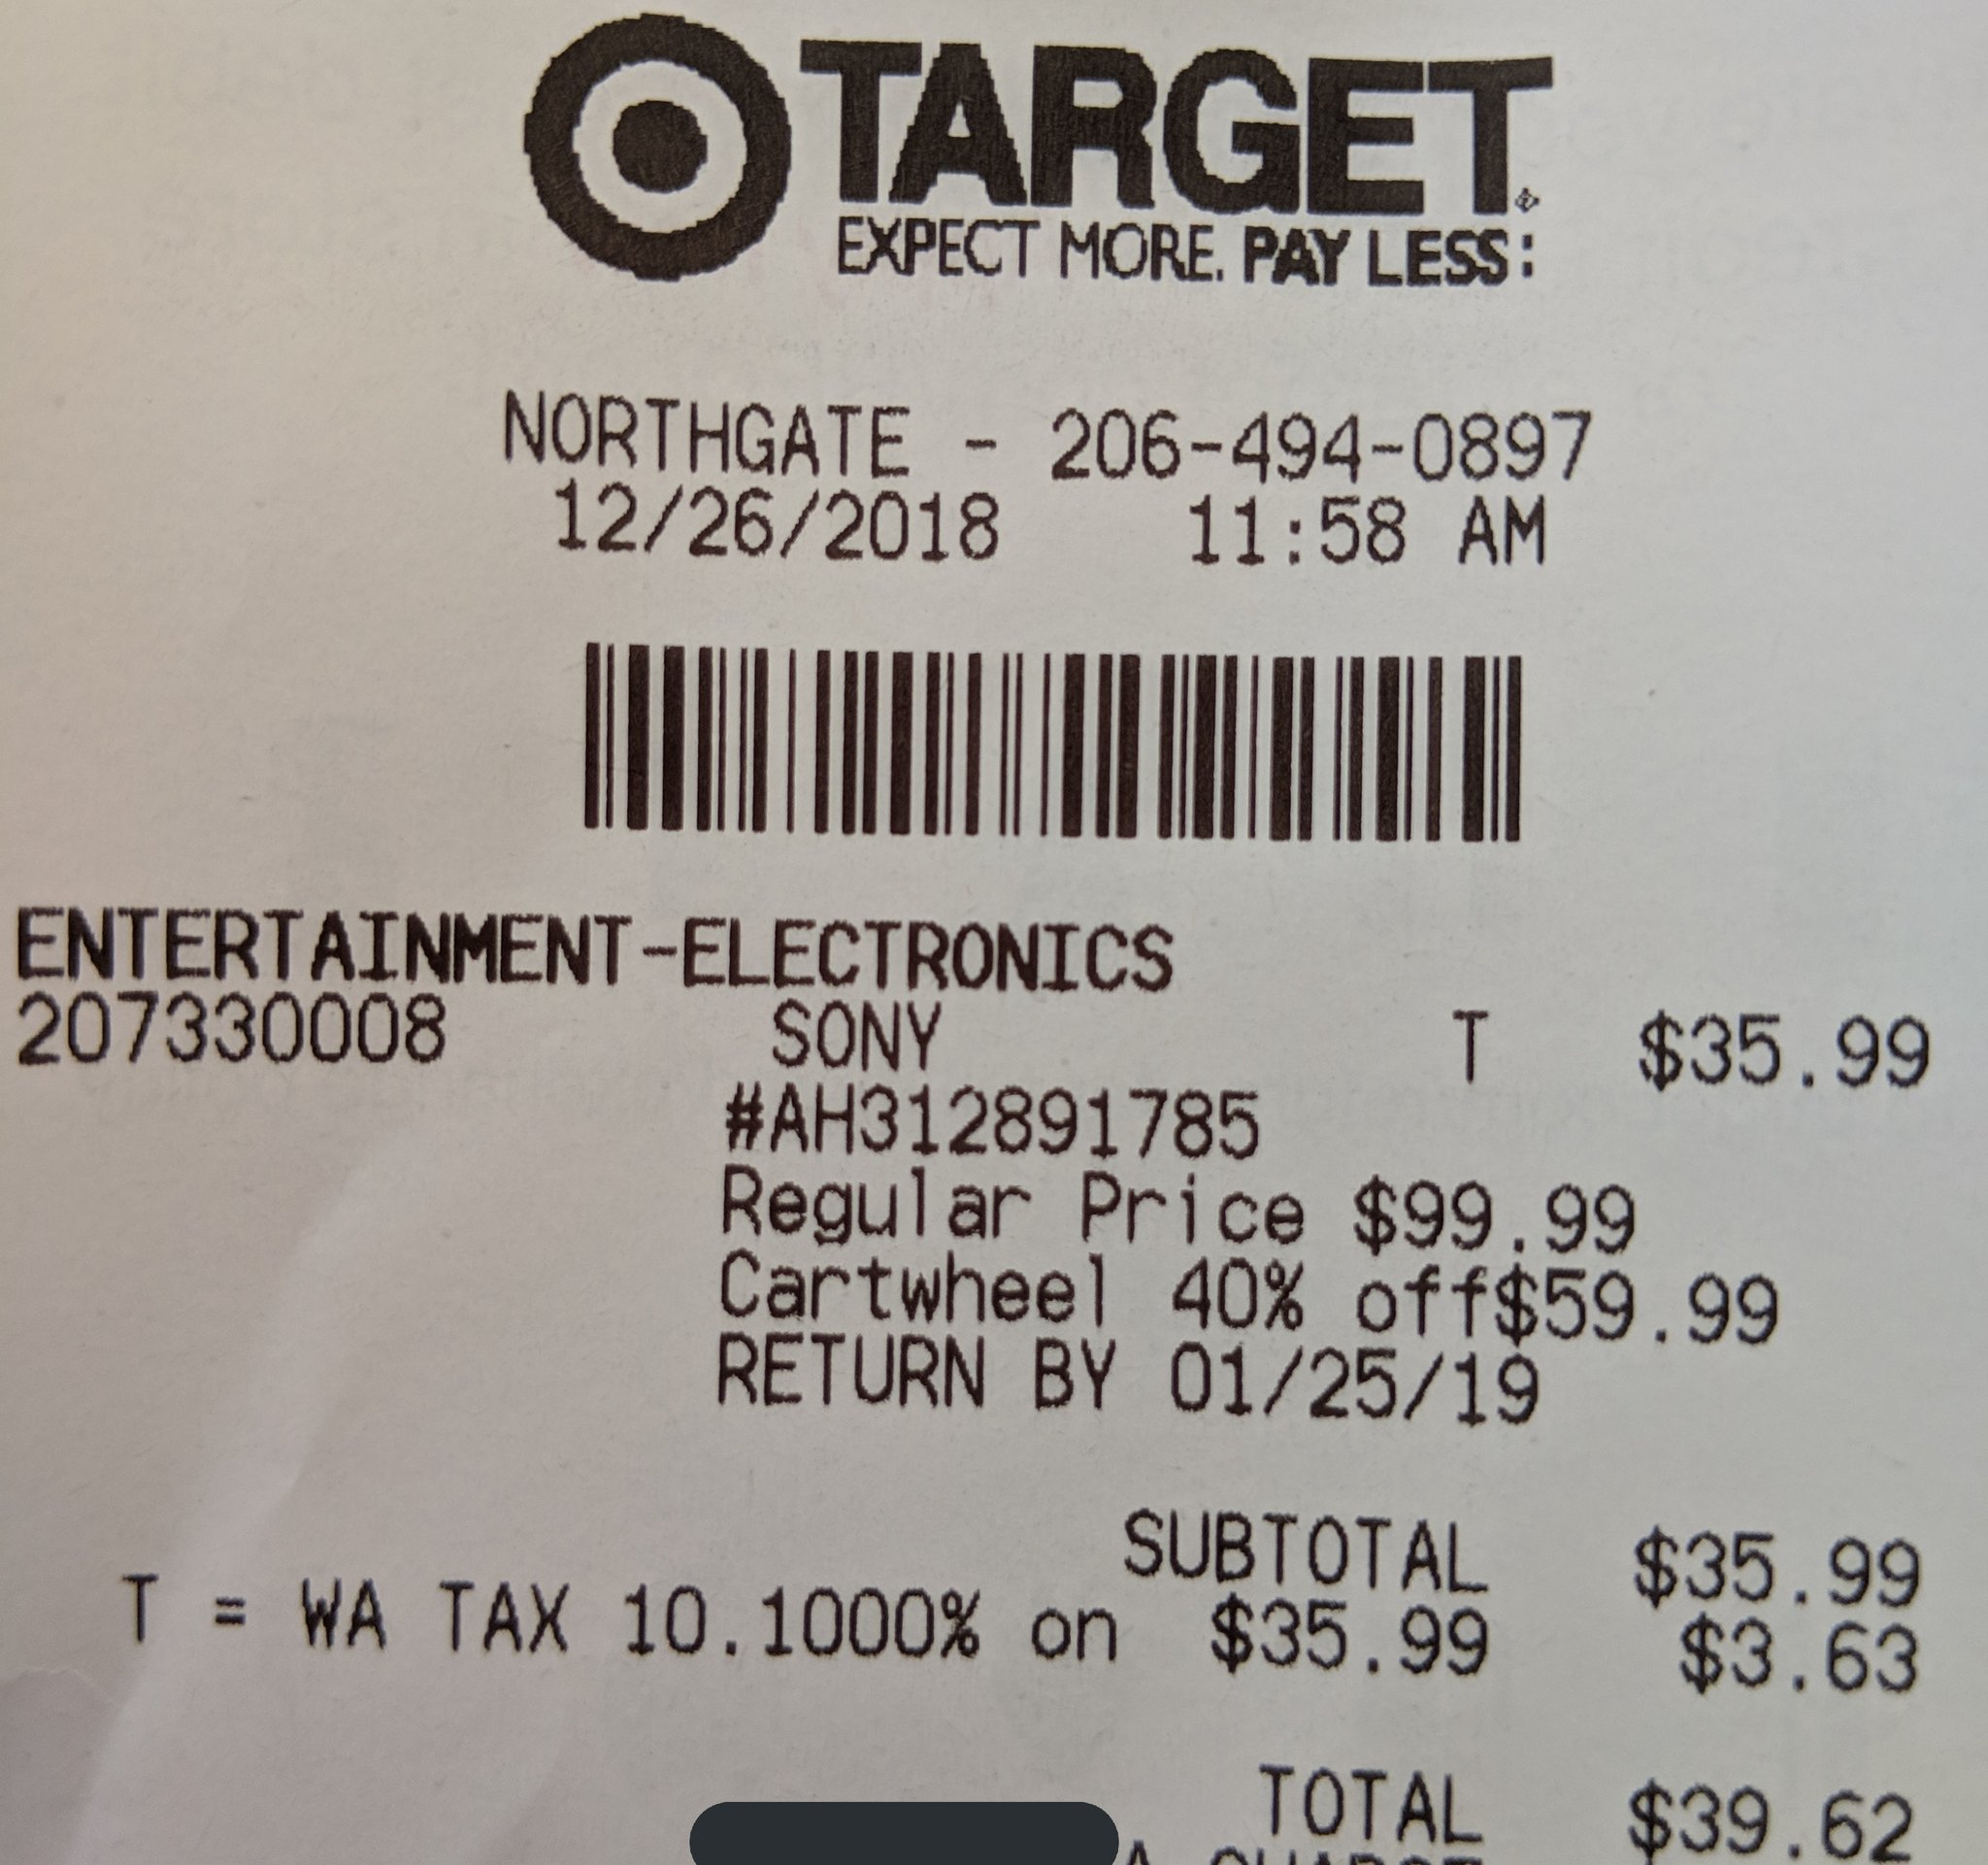 TARGET
EXPECT MORE. PAY LESS:
NORTHGATE - 206-494-0897
12/26/2018 11:58 AM
ENTERTAINMENT-ELECTRONICS
207330008 SONY T $35.99
#AH312891785
Regular Price $99.99
Cartwheel 40% off$59.99
RETURN BY 01/25/19
SUBTOTAL $35.99
T = WA TAX 10.1000% on $35.99 $3.63
TOTAL $39.62